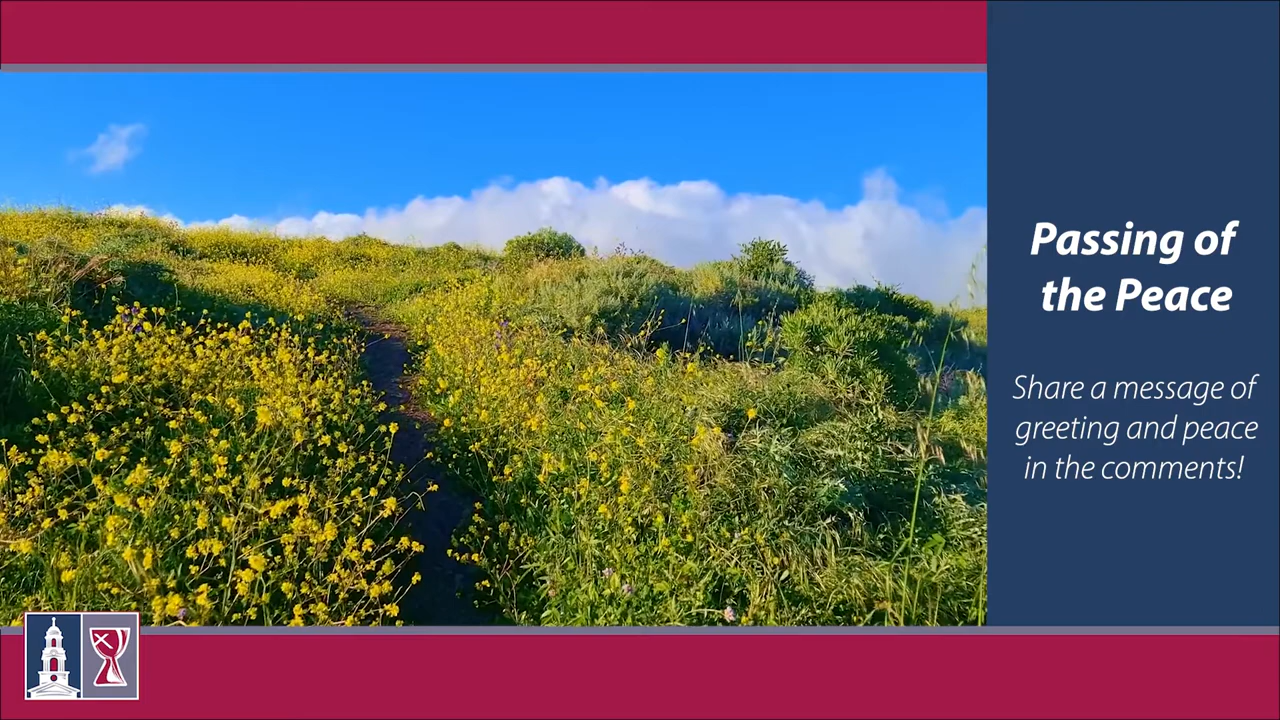 Passing of
the Peace
Share a message of
greeting and peace
in the comments!